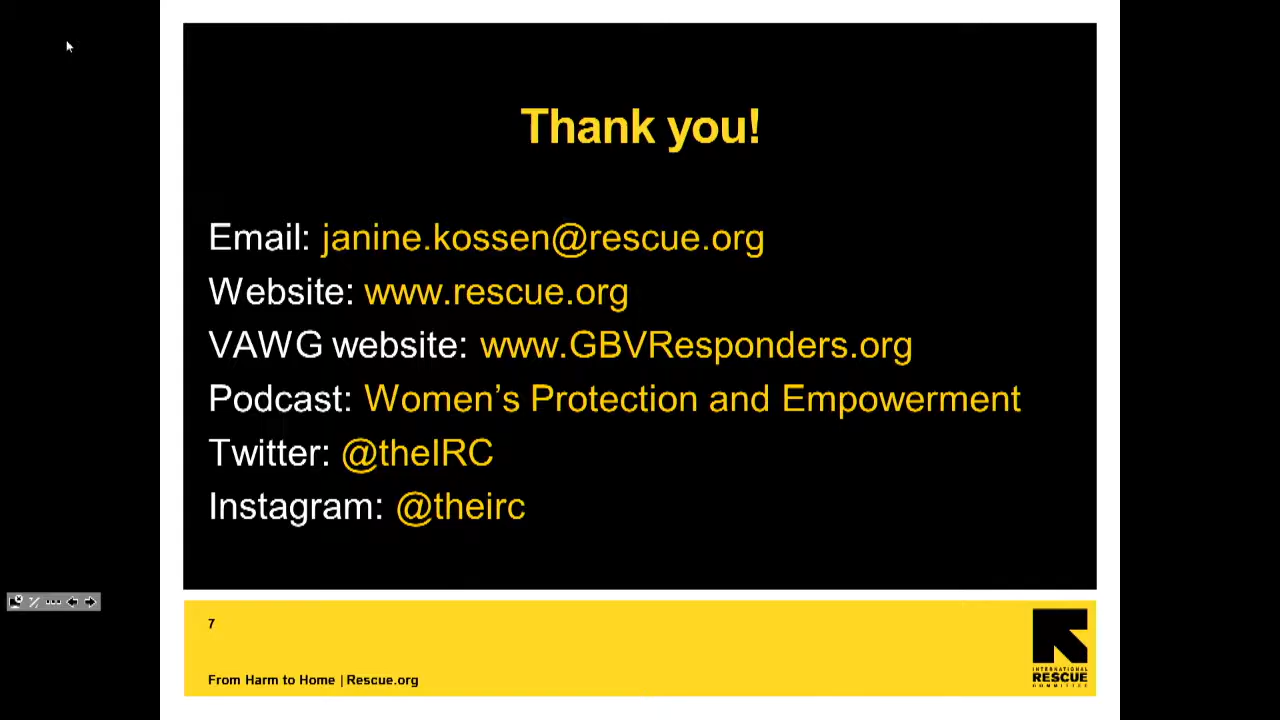 Thank you!
Email: janine.kossen@rescue.org
Website: www.rescue.org
VAWG website: www.GBVResponders.org
Podcast: Women's Protection and Empowerment
Twitter: @theIRC
Instagram: @theirc
7
From Harm to Home | Rescue.org
INTERNATIONAL
RESCUE
COMMITTEE